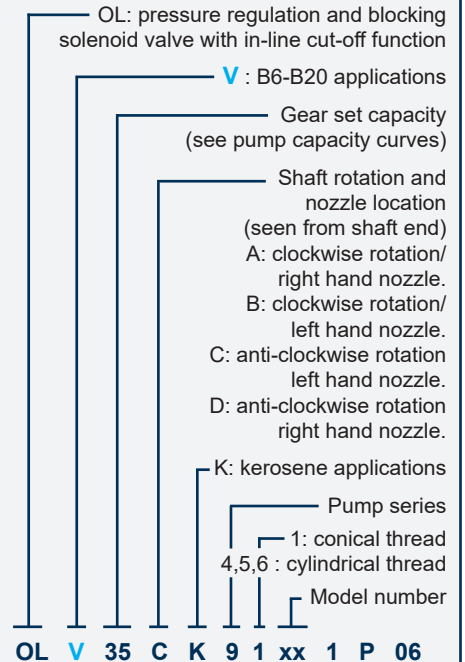 OL: pressure regulation and blocking
solenoid valve with in-line cut-off function
V : B6-B20 applications
Gear set capacity
(see pump capacity curves)
Shaft rotation and
nozzle location
(seen from shaft end)
A: clockwise rotation/
right hand nozzle.
B: clockwise rotation/
left hand nozzle.
C: anti-clockwise rotation
left hand nozzle.
D: anti-clockwise rotation
right hand nozzle.
K: kerosene applications
Pump series
1: conical thread
4,5,6 : cylindrical thread
Model number
OL V 35 C K 9 1 xx 1 P 06